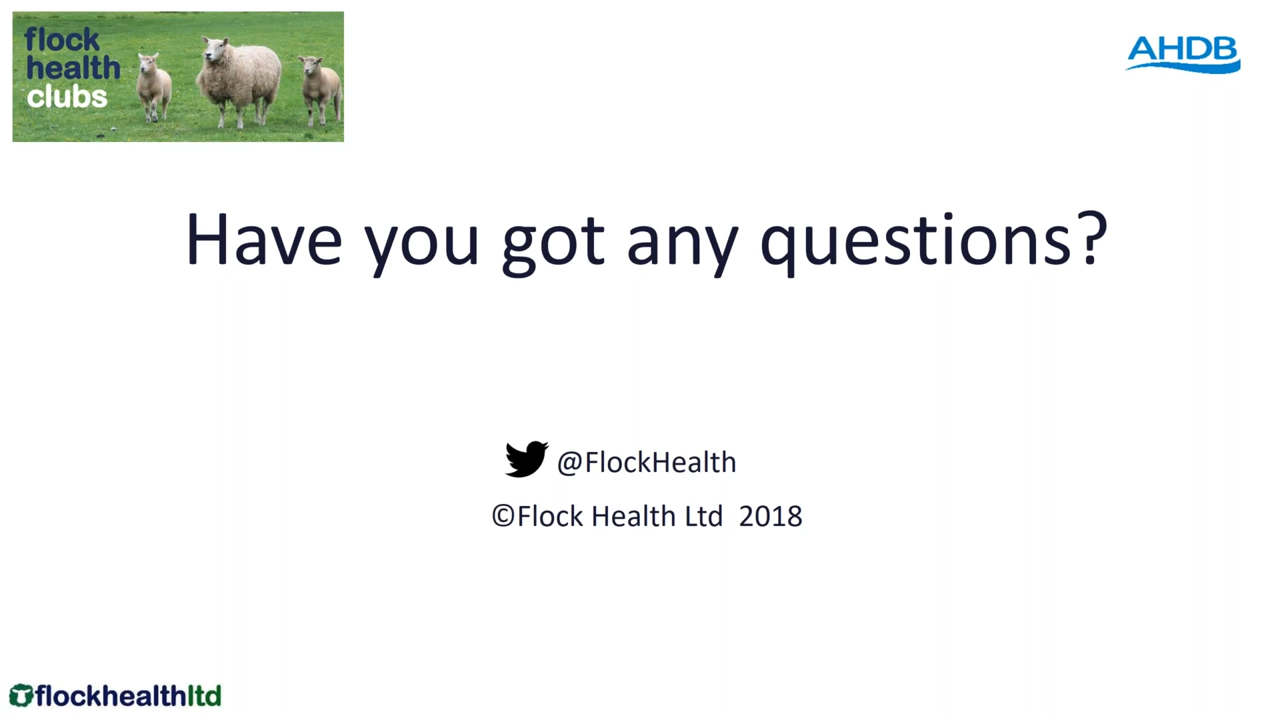 flock
health
clubs
AHDB
Have you got any questions?
@FlockHealth
©Flock Health Ltd 2018
flockhealthltd